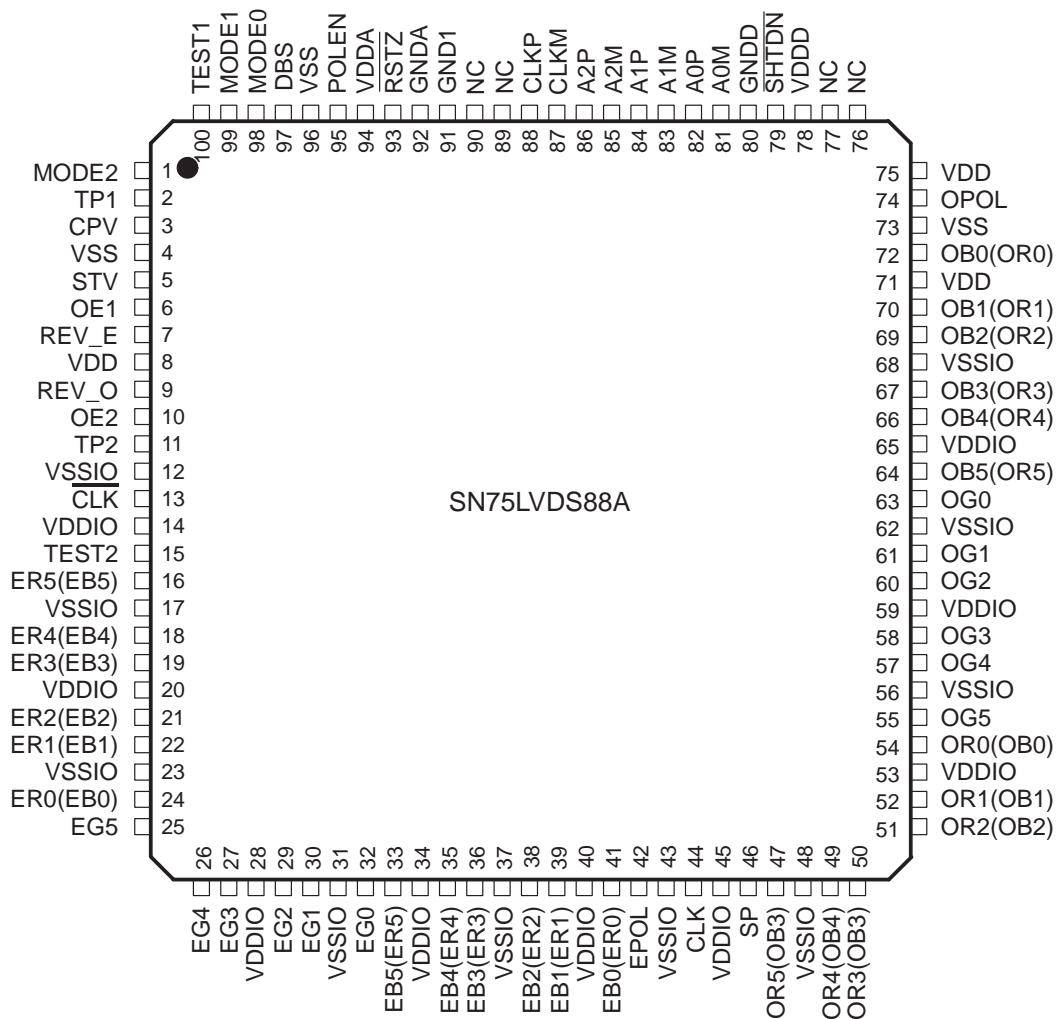 TEST1
MODE1
MODE0
DBS
VSS
POLEN
VDDA
RSTZ
GNDA
GND1
NC
NC
CLKP
CLKM
A2P
A2M
A1P
A1M
A0P
A0M
GNDD
SHTDN
VDDD
NC
NC
100 99 98 97 96 95 94 93 92 91 90 89 88 87 86 85 84 83 82 81 80 79 78 77 76
MODE2 1
TP1 2
CPV 3
VSS 4
STV 5
OE1 6
REV_E 7
VDD 8
REV_O 9
OE2 10
TP2 11
VSSIO 12
CLK 13
VDDIO 14
TEST2 15
ER5(EB5) 16
VSSIO 17
ER4(EB4) 18
ER3(EB3) 19
VDDIO 20
ER2(EB2) 21
ER1(EB1) 22
VSSIO 23
ER0(EB0) 24
EG5 25
SN75LVDS88A
75 VDD
74 OPOL
73 VSS
72 OB0(OR0)
71 VDD
70 OB1(OR1)
69 OB2(OR2)
68 VSSIO
67 OB3(OR3)
66 OB4(OR4)
65 VDDIO
64 OB5(OR5)
63 OG0
62 VSSIO
61 OG1
60 OG2
59 VDDIO
58 OG3
57 OG4
56 VSSIO
55 OG5
54 OR0(OB0)
53 VDDIO
52 OR1(OB1)
51 OR2(OB2)
26 27 28 29 30 31 32 33 34 35 36 37 38 39 40 41 42 43 44 45 46 47 48 49 50
EG4
EG3
VDDIO
EG2
EG1
VSSIO
EG0
EB5(ER5)
VDDIO
EB4(ER4)
EB3(ER3)
VSSIO
EB2(ER2)
EB1(ER1)
VDDIO
EB0(ER0)
EPOL
VSSIO
CLK
VDDIO
SP
OR5(OB3)
VSSIO
OR4(OB4)
OR3(OB3)